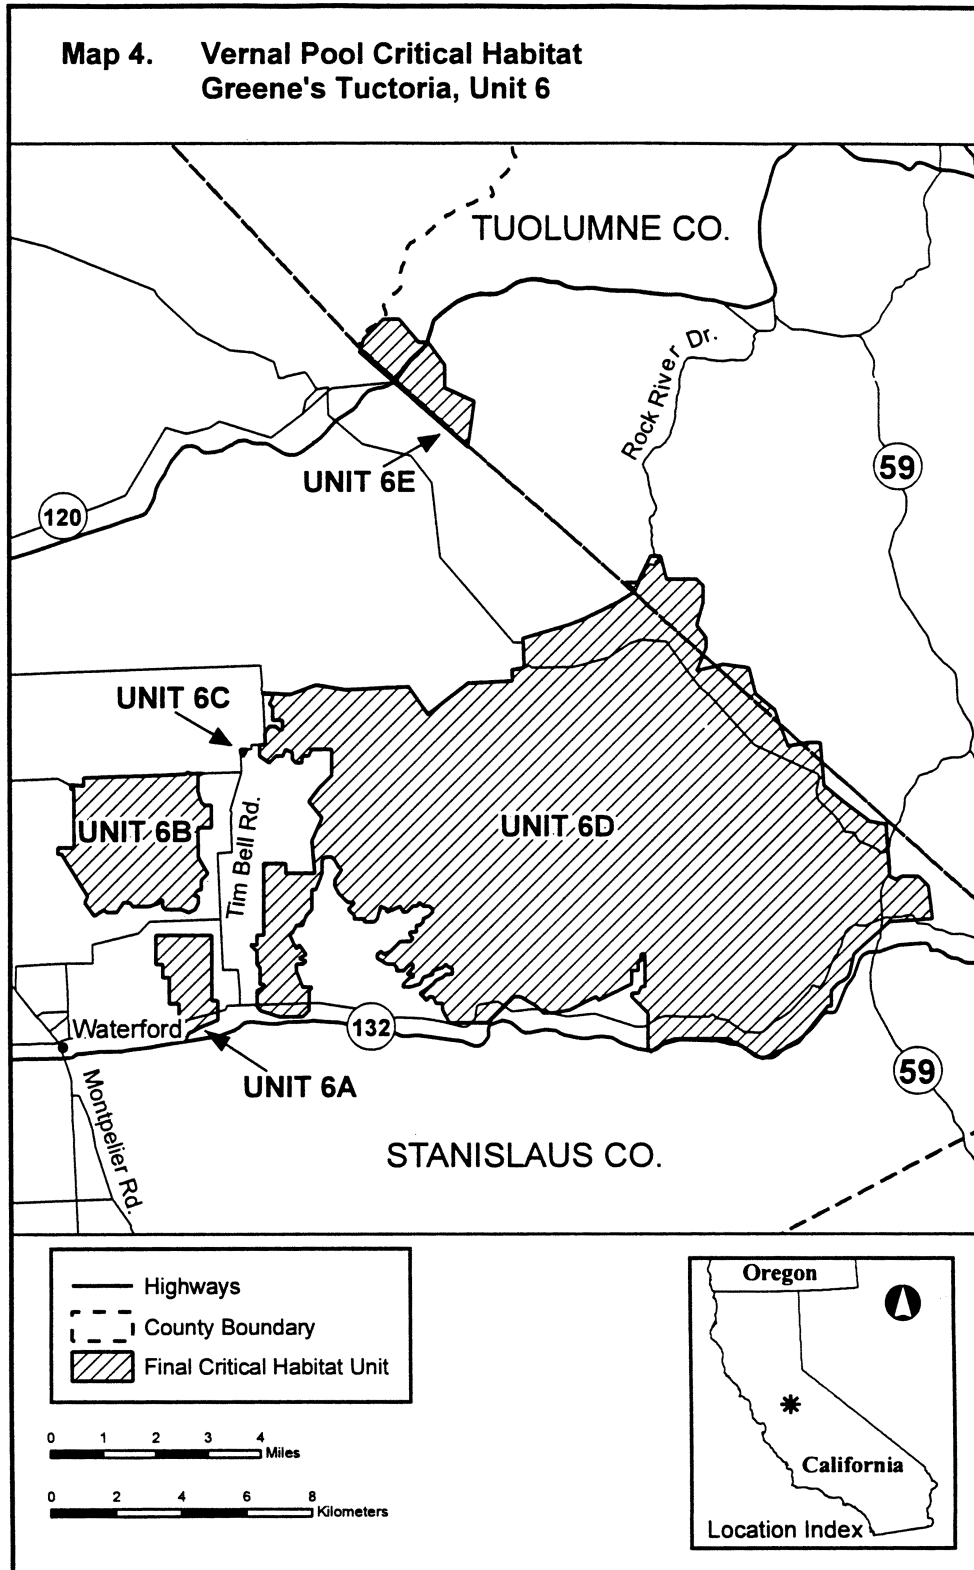 Map 4. Vernal Pool Critical Habitat
Greene's Tuctoria, Unit 6
TUOLUMNE CO.
Rock River Dr.
59
UNIT 6E
120
UNIT 6C
UNIT 6B
Tim Bell Rd.
UNIT 6D
Waterford
132
UNIT 6A
59
Montpelier Rd.
STANISLAUS CO.
Highways
County Boundary
Final Critical Habitat Unit
0 1 2 3 4
Miles
0 2 4 6 8
Kilometers
Oregon
California
Location Index